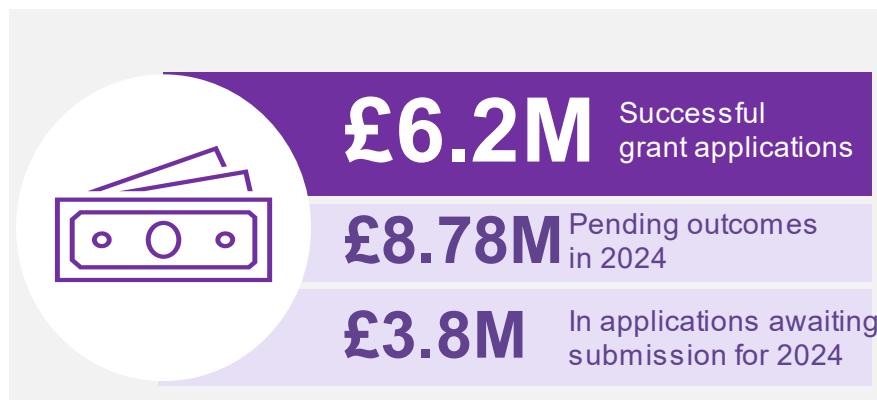 £6.2M
Successful
grant applications
£8.78M
Pending outcomes
in 2024
£3.8M
In applications awaiting
submission for 2024